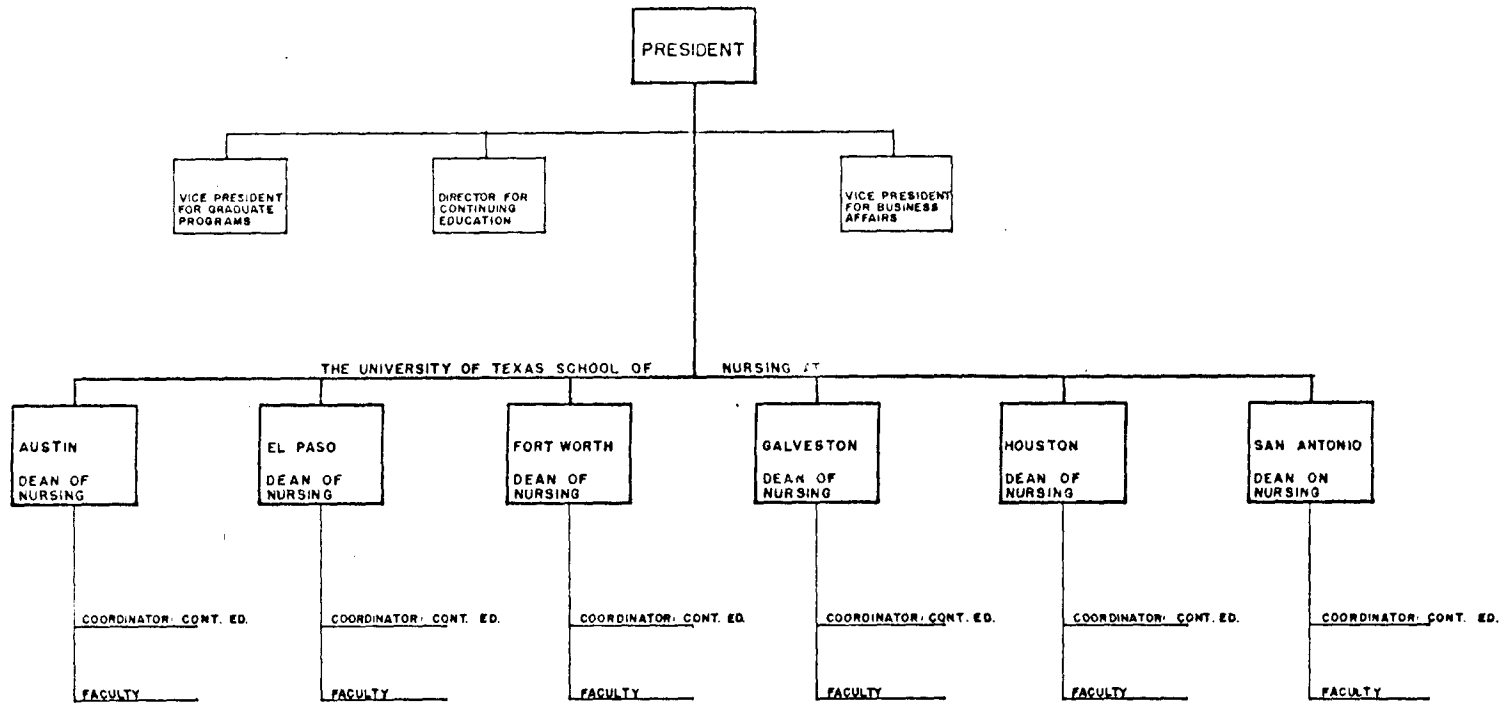 PRESIDENT
VICE PRESIDENT
FOR GRADUATE
PROGRAMS
DIRECTOR FOR
CONTINUING
EDUCATION
VICE PRESIDENT
FOR BUSINESS
AFFAIRS
THE UNIVERSITY OF TEXAS SCHOOL OF NURSING AT
AUSTIN
DEAN OF
NURSING
EL PASO
DEAN OF
NURSING
FORT WORTH
DEAN OF
NURSING
GALVESTON
DEAN OF
NURSING
HOUSTON
DEAN OF
NURSING
SAN ANTONIO
DEAN ON
NURSING
COORDINATOR: CONT. ED.
COORDINATOR: CONT. ED.
COORDINATOR: CONT. ED.
COORDINATOR: CONT. ED.
COORDINATOR: CONT. ED.
COORDINATOR: CONT. ED.
FACULTY
FACULTY
FACULTY
FACULTY
FACULTY
FACULTY